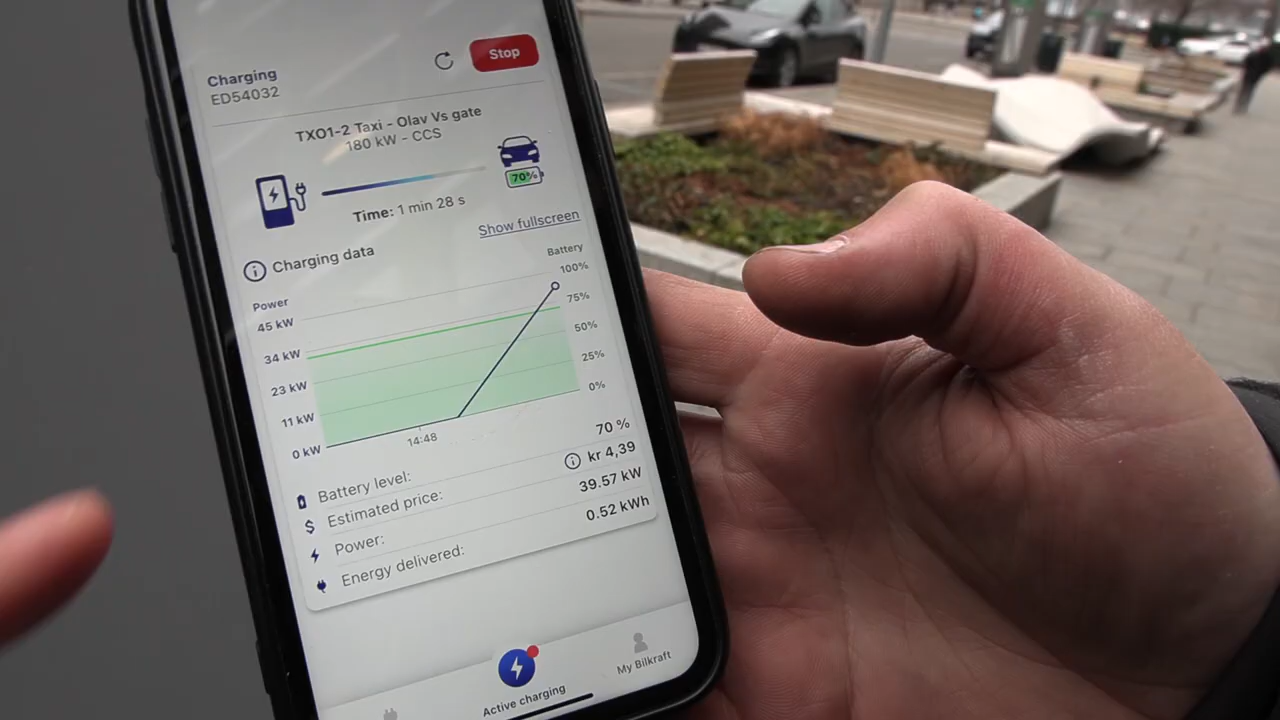 Charging
Stop
ED54032
TX01-2 Taxi - Olav Vs gate
180 kW - CCS
70%
Time: 1 min 28 s
Show fullscreen
Charging data
Power
Battery
45 kW
100%
34 kW
75%
23 kW
50%
11 kW
25%
0 kW
0%
14:48
Battery level: 70 %
Estimated price: kr 4,39
Power: 39.57 kW
Energy delivered: 0.52 kWh
Active charging
My Bilkraft